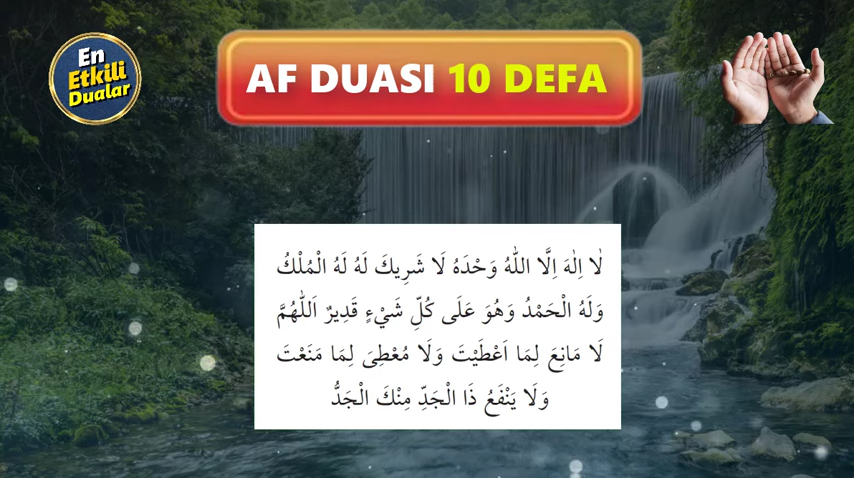 En
Etkili
Dualar
AF DUASI 10 DEFA
لَا اِلٰهَ اِلَّا اللّٰهُ وَحْدَهُ لَا شَرِيكَ لَهُ لَهُ الْمُلْكُ
وَلَهُ الْحَمْدُ وَهُوَ عَلَى كُلِّ شَيْءٍ قَدِيرٌ اَللّٰهُمَّ
لَا مَانِعَ لِمَا اَعْطَيْتَ وَلَا مُعْطِىَ لِمَا مَنَعْتَ
وَلَا يَنْفَعُ ذَا الْجَدِّ مِنْكَ الْجَدُّ